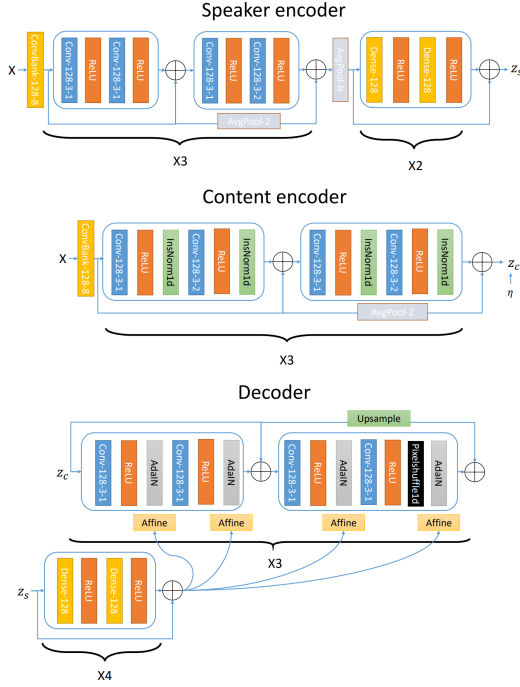 Speaker encoder
X
ConvBank-128-8
Conv-128-3-1
ReLU
Conv-128-3-1
ReLU
Conv-128-3-1
ReLU
Conv-128-3-2
ReLU
AvgPool-2
AvgPool-N
Dense-128
ReLU
Dense-128
ReLU
z_s
X3
X2
Content encoder
X
ConvBank-128-8
Conv-128-3-1
ReLU
InsNorm1d
Conv-128-3-2
ReLU
InsNorm1d
Conv-128-3-1
ReLU
InsNorm1d
Conv-128-3-2
ReLU
InsNorm1d
AvgPool-2
z_c
η
X3
Decoder
Upsample
z_c
Conv-128-3-1
ReLU
AdaIN
Conv-128-3-1
ReLU
AdaIN
Conv-128-3-1
ReLU
AdaIN
Conv-128-3-1
ReLU
Pixelshuffle1d
AdaIN
Affine
Affine
Affine
Affine
X3
z_s
Dense-128
ReLU
Dense-128
ReLU
X4